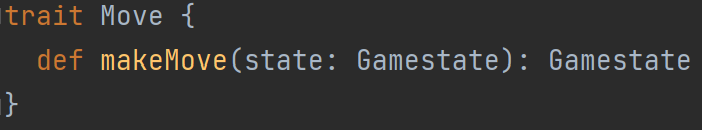 trait Move {
  def makeMove(state: Gamestate): Gamestate
}